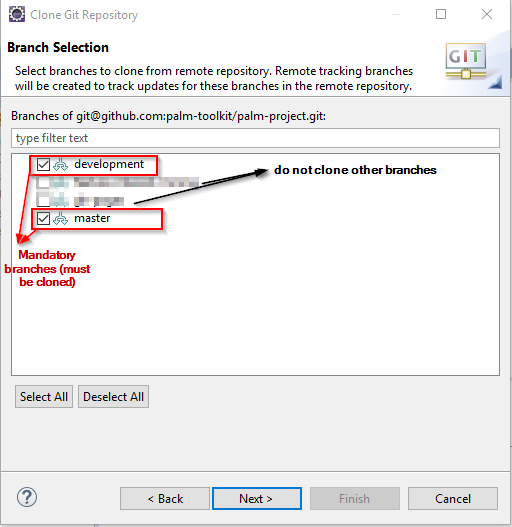 Clone Git Repository
Branch Selection
GIT
Select branches to clone from remote repository. Remote tracking branches
will be created to track updates for these branches in the remote repository.
Branches of git@github.com:palm-toolkit/palm-project.git:
type filter text
development
do not clone other branches
master
Mandatory
branches (must
be cloned)
Select All
Deselect All
?
< Back
Next >
Finish
Cancel